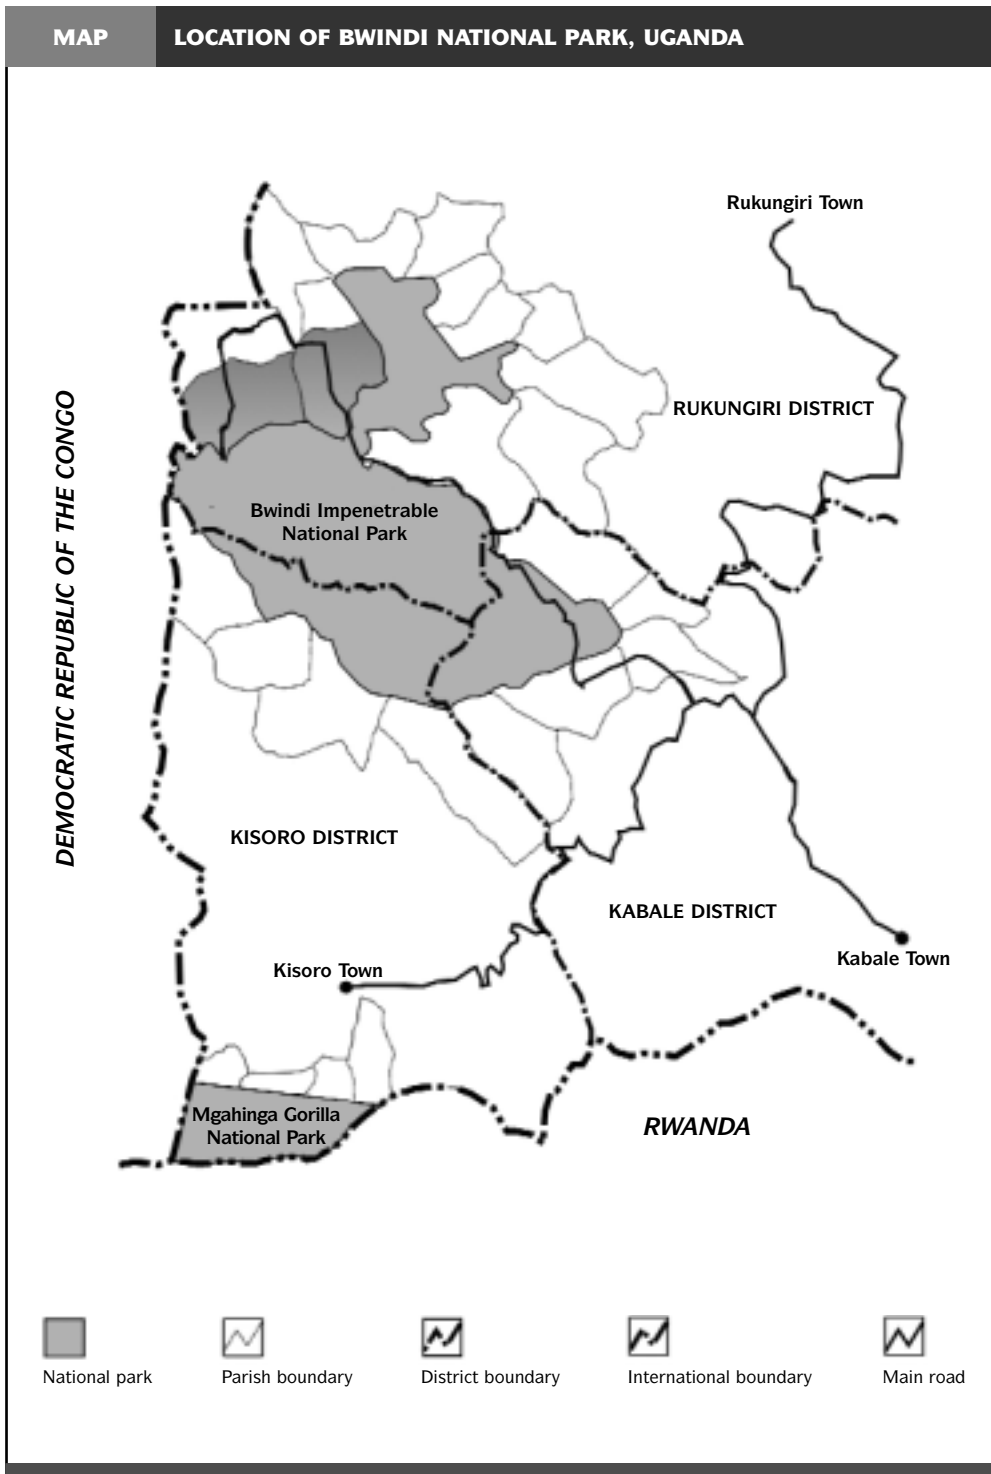 MAP
LOCATION OF BWINDI NATIONAL PARK, UGANDA
Rukungiri Town
RUKUNGIRI DISTRICT
DEMOCRATIC REPUBLIC OF THE CONGO
Bwindi Impenetrable
National Park
KISORO DISTRICT
KABALE DISTRICT
Kabale Town
Kisoro Town
Mgahinga Gorilla
National Park
RWANDA
National park
Parish boundary
District boundary
International boundary
Main road